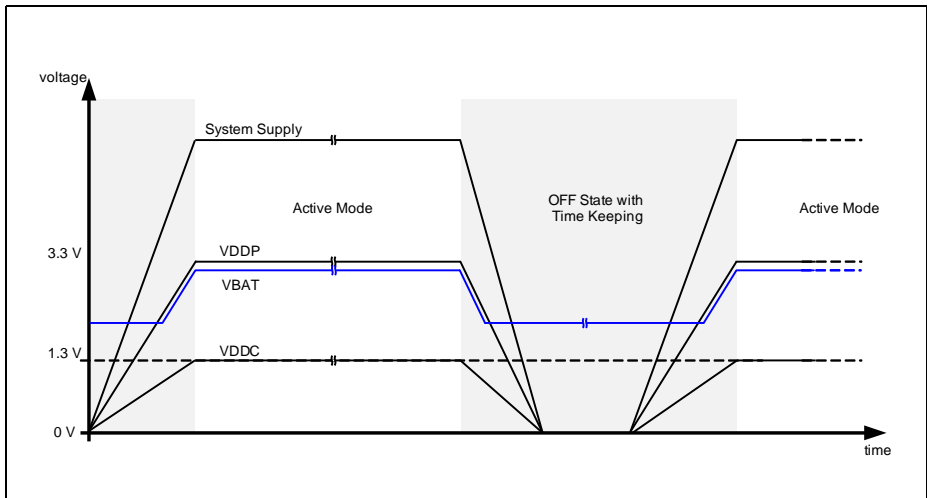 voltage
System Supply
Active Mode
OFF State with
Time Keeping
Active Mode
3.3 V
VDDP
VBAT
1.3 V
VDDC
0 V
time